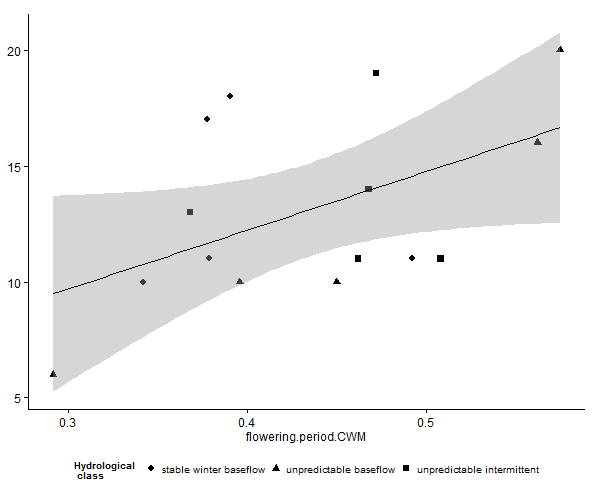 20
15
10
5
0.3 0.4 0.5
flowering.period.CWM
Hydrological
class
stable winter baseflow unpredictable baseflow unpredictable intermittent